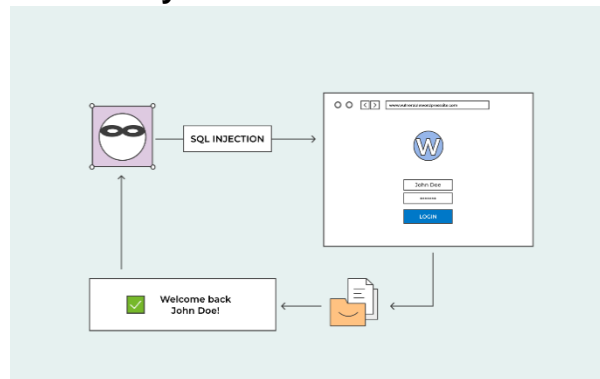 SQL INJECTION
W
John Doe
LOGIN
Welcome back
John Doe!